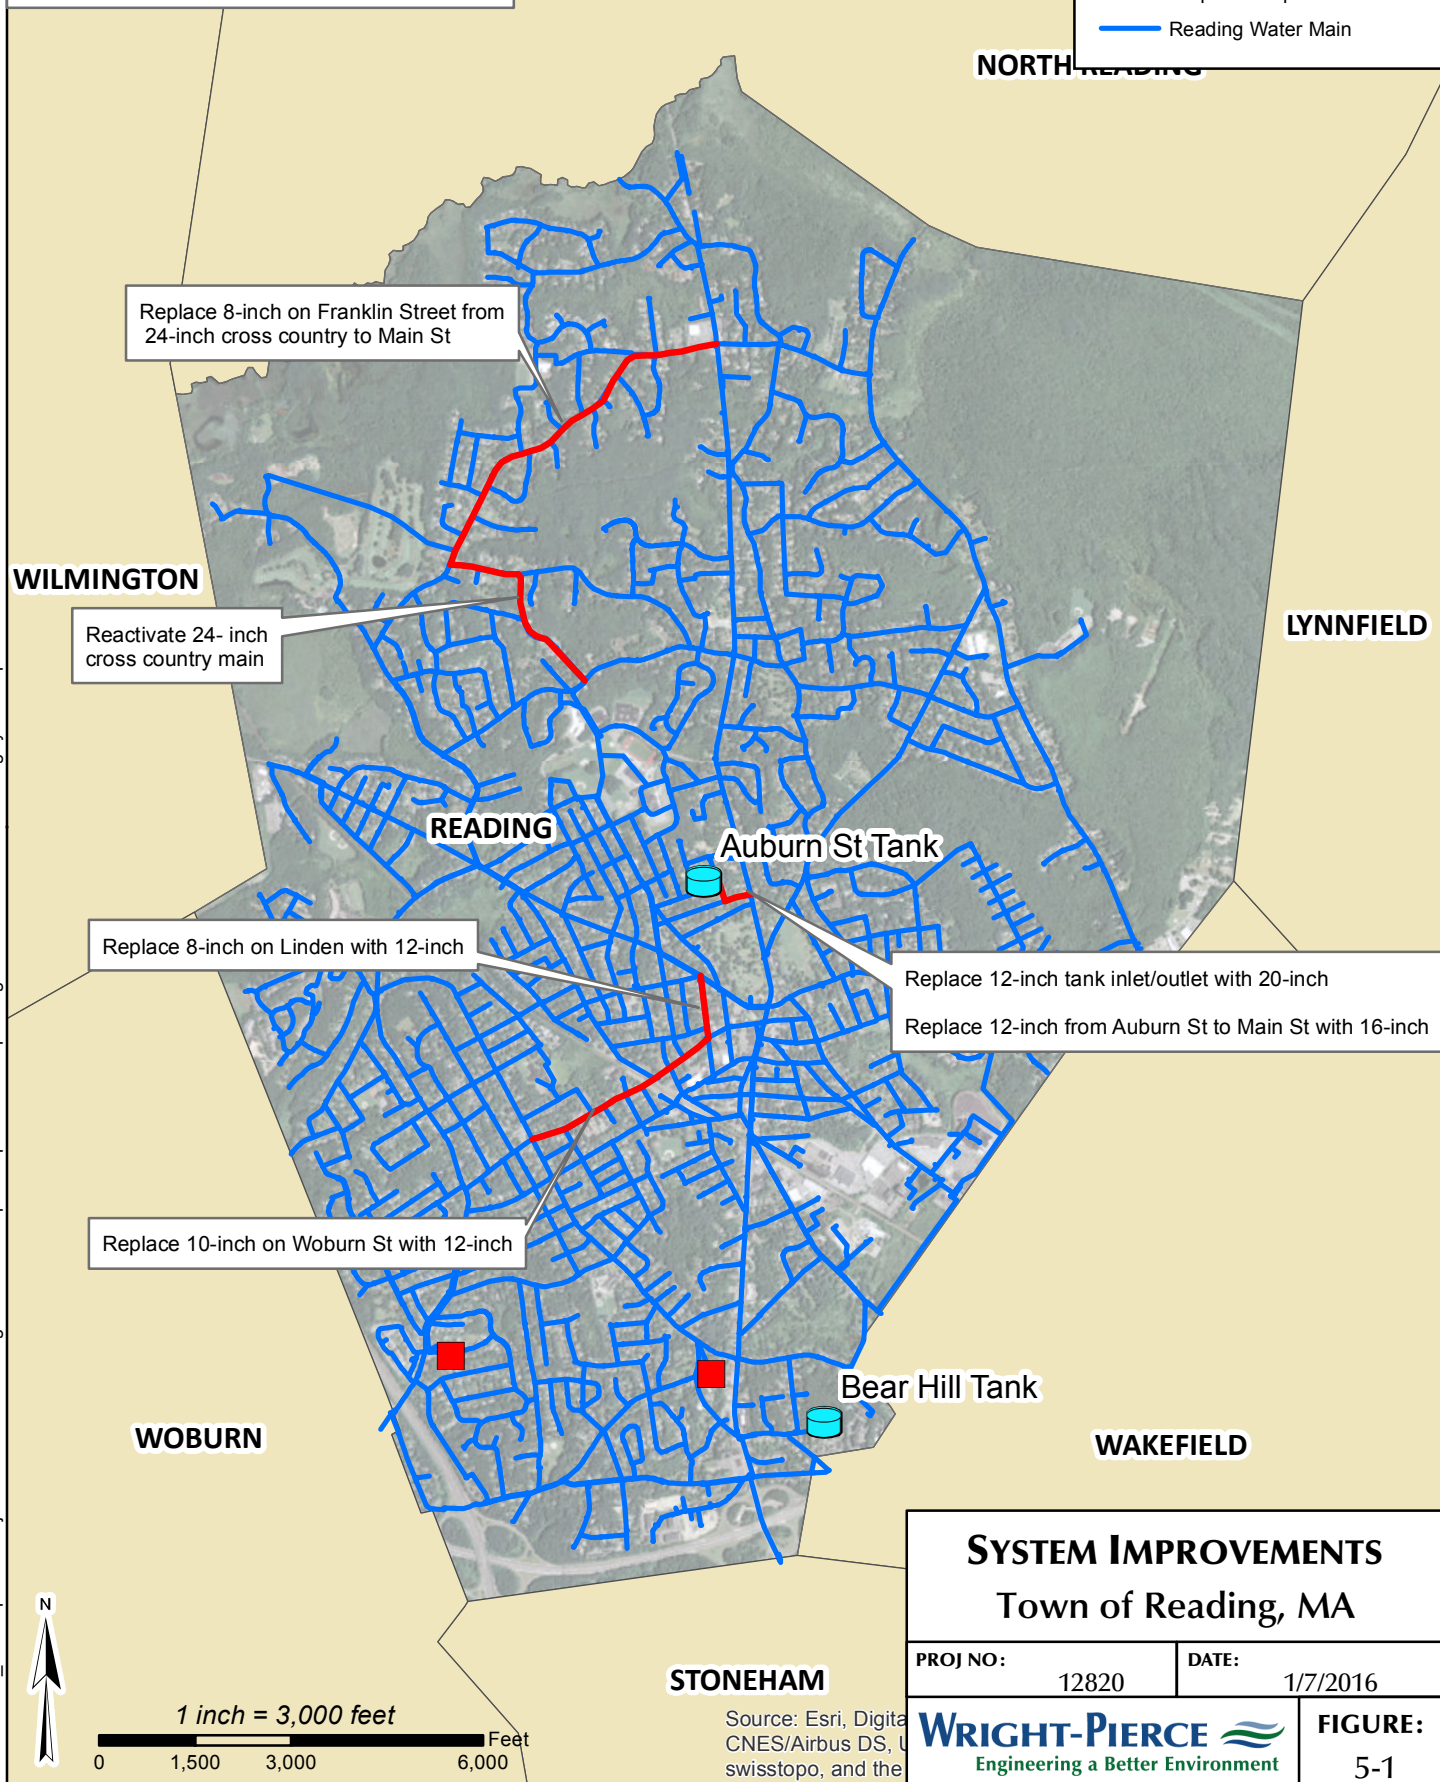 Reading Water Main
NORTH READING
Replace 8-inch on Franklin Street from
24-inch cross country to Main St
WILMINGTON
Reactivate 24- inch
cross country main
LYNNFIELD
READING
Auburn St Tank
Replace 8-inch on Linden with 12-inch
Replace 12-inch tank inlet/outlet with 20-inch
Replace 12-inch from Auburn St to Main St with 16-inch
Replace 10-inch on Woburn St with 12-inch
Bear Hill Tank
WOBURN
WAKEFIELD
SYSTEM IMPROVEMENTS
Town of Reading, MA
PROJ NO: 12820
DATE: 1/7/2016
N
STONEHAM
1 inch = 3,000 feet
Feet
0 1,500 3,000 6,000
Source: Esri, Digita
CNES/Airbus DS, U
swisstopo, and the
WRIGHT-PIERCE
Engineering a Better Environment
FIGURE:
5-1